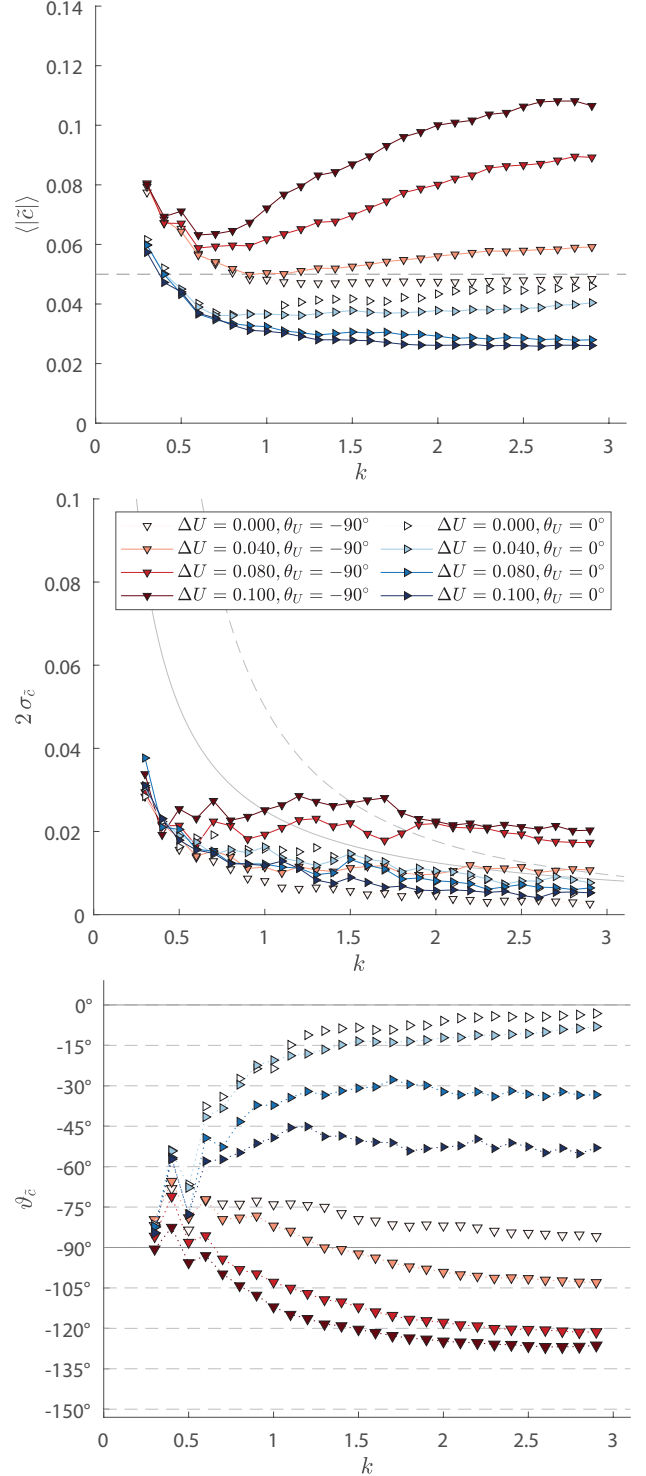 0.14
0.12
0.1
0.08
0.06
0.04
0.02
0
⟨|c̃|⟩
0 0.5 1 1.5 2 2.5 3
k
0.1
0.08
0.06
0.04
0.02
0
2 σ_c̃
ΔU = 0.000, θ_U = −90° ΔU = 0.000, θ_U = 0°
ΔU = 0.040, θ_U = −90° ΔU = 0.040, θ_U = 0°
ΔU = 0.080, θ_U = −90° ΔU = 0.080, θ_U = 0°
ΔU = 0.100, θ_U = −90° ΔU = 0.100, θ_U = 0°
0 0.5 1 1.5 2 2.5 3
k
0°
-15°
-30°
-45°
-60°
-75°
-90°
-105°
-120°
-135°
-150°
ϑ_c̃
0 0.5 1 1.5 2 2.5 3
k